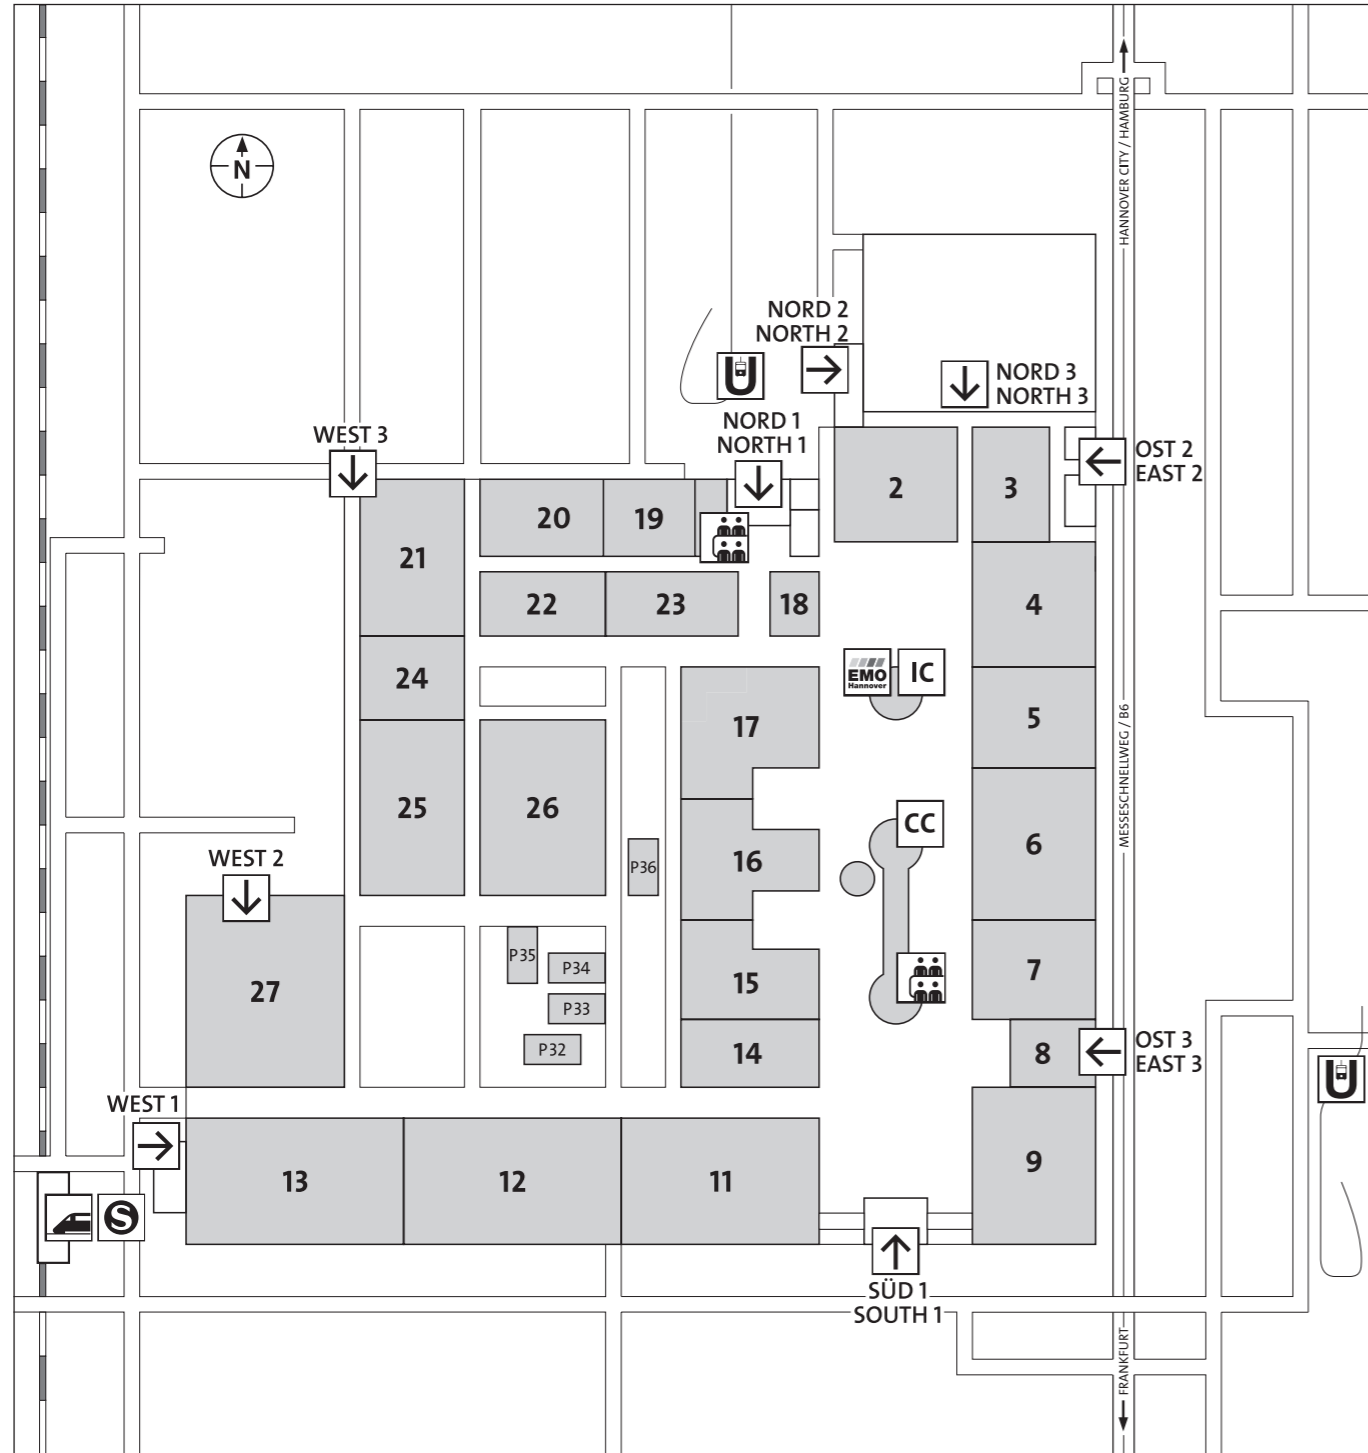 HANNOVER CITY / HAMBURG
N
NORD 2
NORTH 2
U
NORD 3
NORTH 3
NORD 1
NORTH 1
WEST 3
OST 2
EAST 2
2
3
20
19
21
4
22
23
18
EMO
Hannover
IC
24
17
5
MESSESCHNELLWEG / B6
25
26
CC
6
WEST 2
16
P36
P35
P34
7
27
15
P33
P32
14
8
OST 3
EAST 3
U
WEST 1
13
12
11
9
S
SÜD 1
SOUTH 1
FRANKFURT